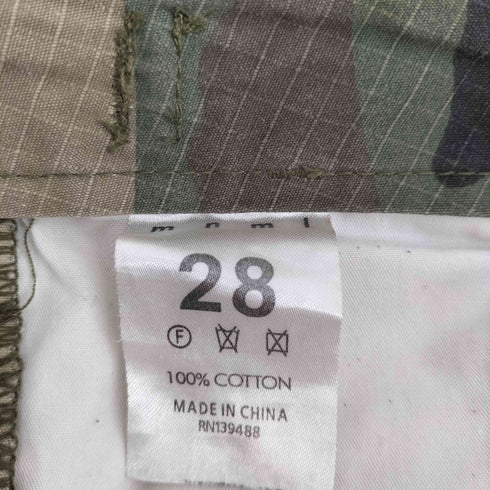 m n m l
28
F
100% COTTON
MADE IN CHINA
RN139488